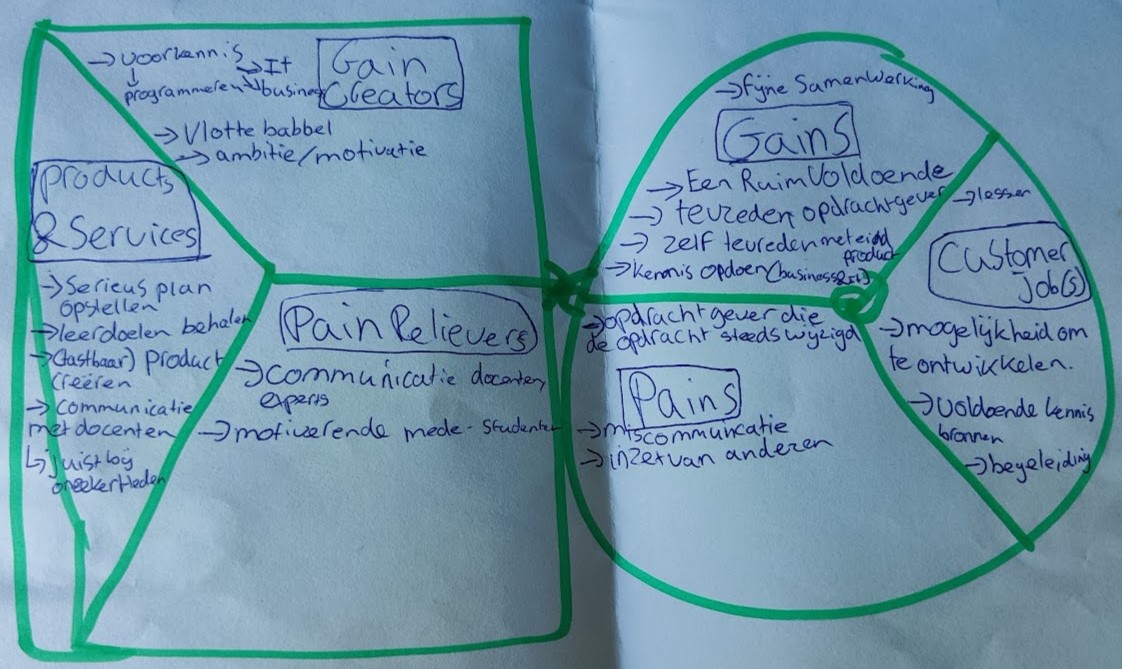 → voorkennis
→ It
↓
programmeren → business
Gain
Creators
→ Vlotte babbel
→ ambitie/motivatie
products
& Services
→ Serieus plan
opstellen
→ leerdoelen behalen
→ (tastbaar) product
creëren
→ communicatie
met docenten
↳ juist bij
onzekerheden
Pain Relievers
→ communicatie docenten,
experts
→ motiverende mede-studenten
→ fijne Samenwerking
Gains
→ Een Ruim Voldoende
→ tevreden opdrachtgever
→ zelf tevreden met eind
product
→ kennis opdoen (business & it)
→ opdrachtgever die
de opdracht steeds wijzigd
Pains
→ miscommunicatie
→ inzet van anderen
→ lessen
Customer
job(s)
→ mogelijkheid om
te ontwikkelen.
→ voldoende kennis
bronnen
→ begeleiding